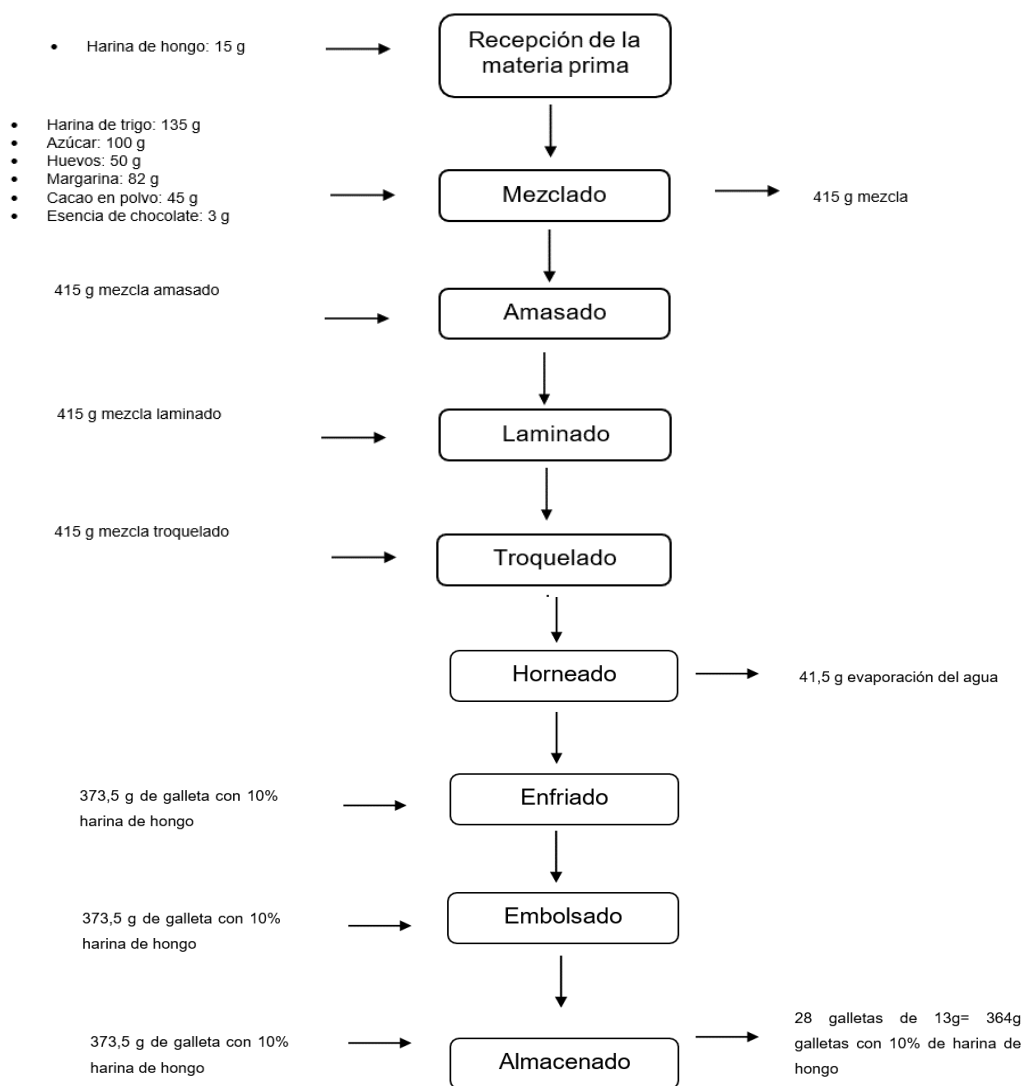 • Harina de hongo: 15 g
Recepción de la
materia prima
• Harina de trigo: 135 g
• Azúcar: 100 g
• Huevos: 50 g
• Margarina: 82 g
• Cacao en polvo: 45 g
• Esencia de chocolate: 3 g
Mezclado
415 g mezcla
415 g mezcla amasado
Amasado
415 g mezcla laminado
Laminado
415 g mezcla troquelado
Troquelado
Horneado
41,5 g evaporación del agua
373,5 g de galleta con 10%
harina de hongo
Enfriado
373,5 g de galleta con 10%
harina de hongo
Embolsado
373,5 g de galleta con 10%
harina de hongo
Almacenado
28 galletas de 13g= 364g
galletas con 10% de harina de
hongo